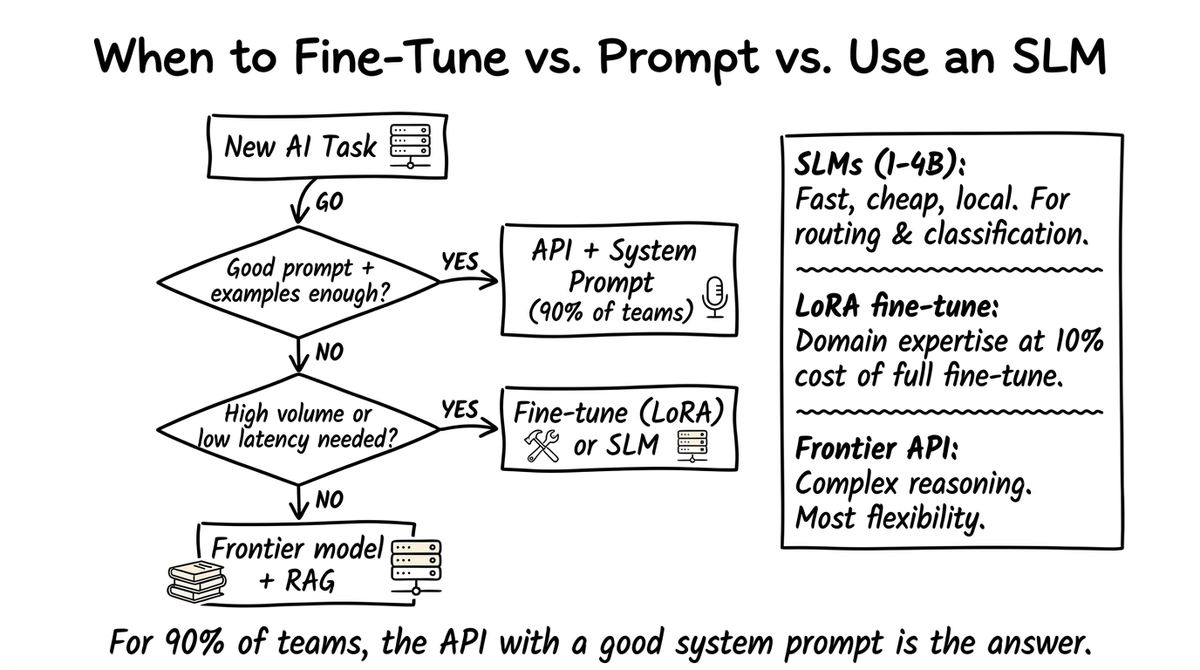 When to Fine-Tune vs. Prompt vs. Use an SLM
New AI Task
GO
Good prompt +
examples enough?
YES
API + System
Prompt
(90% of teams)
NO
High volume or
low latency needed?
YES
Fine-tune (LoRA)
or SLM
NO
Frontier model
+ RAG
SLMs (1-4B):
Fast, cheap, local. For
routing & classification.
LoRA fine-tune:
Domain expertise at 10%
cost of full fine-tune.
Frontier API:
Complex reasoning.
Most flexibility.
For 90% of teams, the API with a good system prompt is the answer.